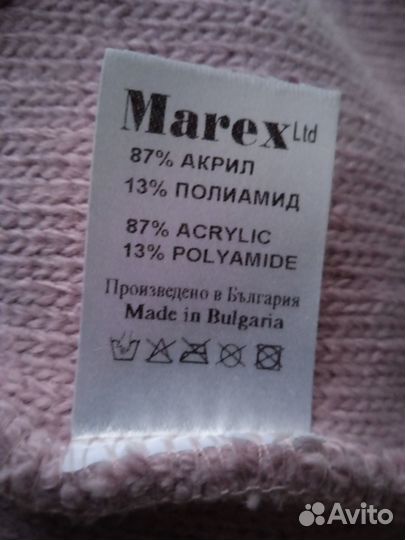 Marex Ltd
87% АКРИЛ
13% ПОЛИАМИД
87% ACRYLIC
13% POLYAMIDE
Произведено в България
Made in Bulgaria
Avito